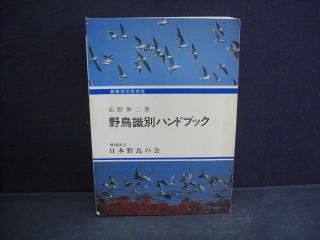 高野伸二著
野鳥識別ハンドブック
財団法人
日本野鳥の会